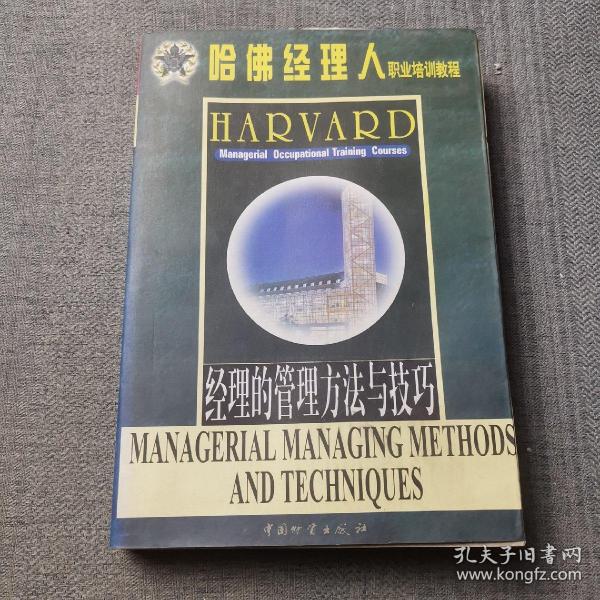 哈佛经理人职业培训教程
HARVARD
Managerial Occupational Training Courses
经理的管理方法与技巧
MANAGERIAL MANAGING METHODS
AND TECHNIQUES
中国物资出版社
孔夫子旧书网
www.kongfz.com